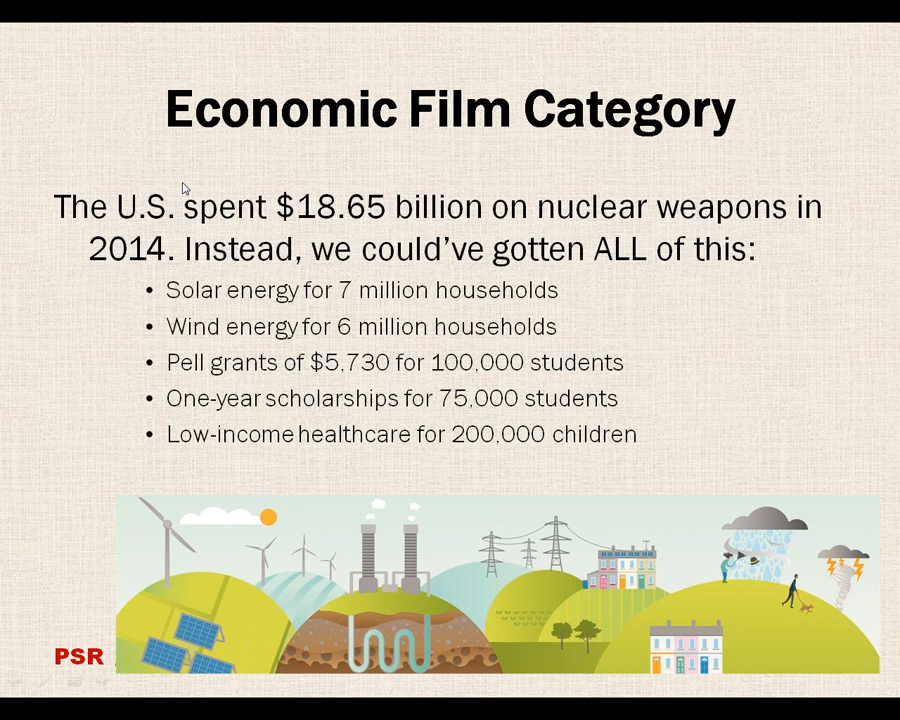 Economic Film Category
The U.S. spent $18.65 billion on nuclear weapons in
2014. Instead, we could've gotten ALL of this:
• Solar energy for 7 million households
• Wind energy for 6 million households
• Pell grants of $5,730 for 100,000 students
• One-year scholarships for 75,000 students
• Low-income healthcare for 200,000 children
PSR